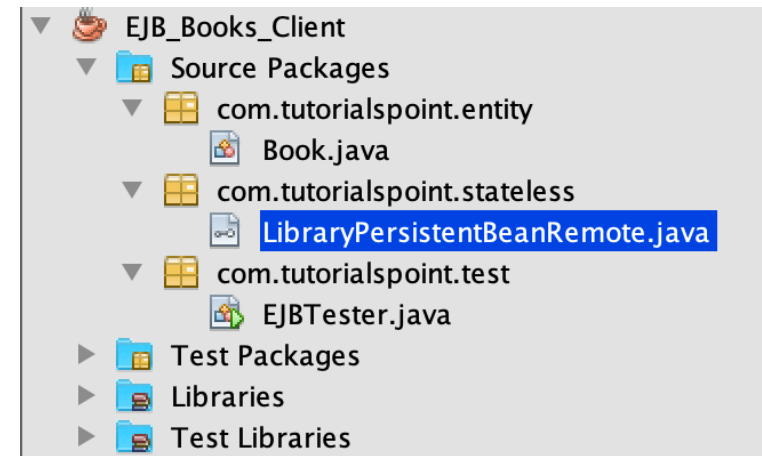 EJB_Books_Client
Source Packages
com.tutorialspoint.entity
Book.java
com.tutorialspoint.stateless
LibraryPersistentBeanRemote.java
com.tutorialspoint.test
EJBTester.java
Test Packages
Libraries
Test Libraries